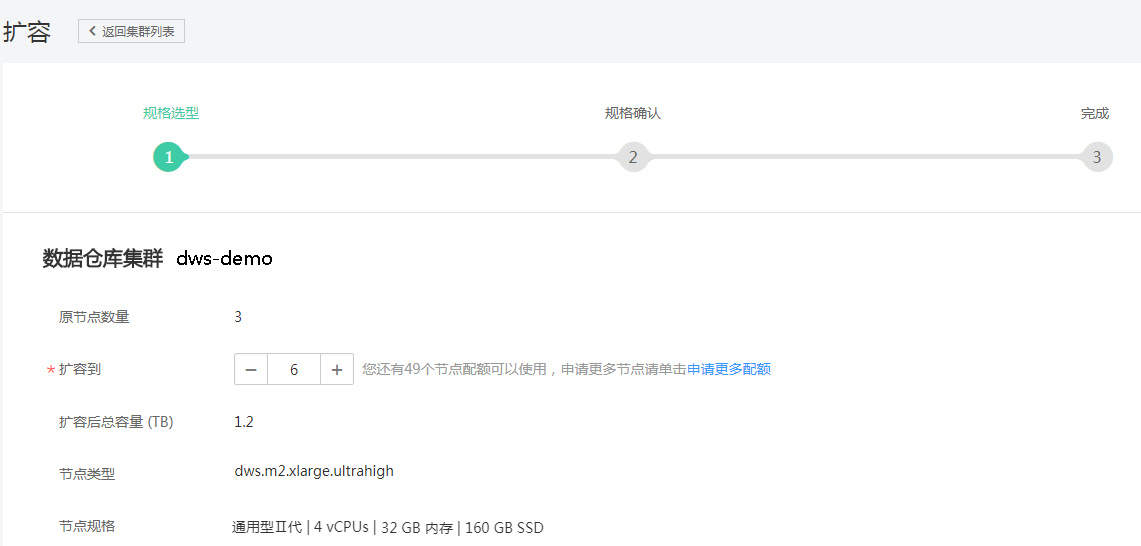 扩容 返回集群列表
规格选型 规格确认 完成
1 2 3
数据仓库集群 dws-demo
原节点数量 3
* 扩容到 − 6 + 您还有49个节点配额可以使用，申请更多节点请单击申请更多配额
扩容后总容量 (TB) 1.2
节点类型 dws.m2.xlarge.ultrahigh
节点规格 通用型Ⅱ代 | 4 vCPUs | 32 GB 内存 | 160 GB SSD